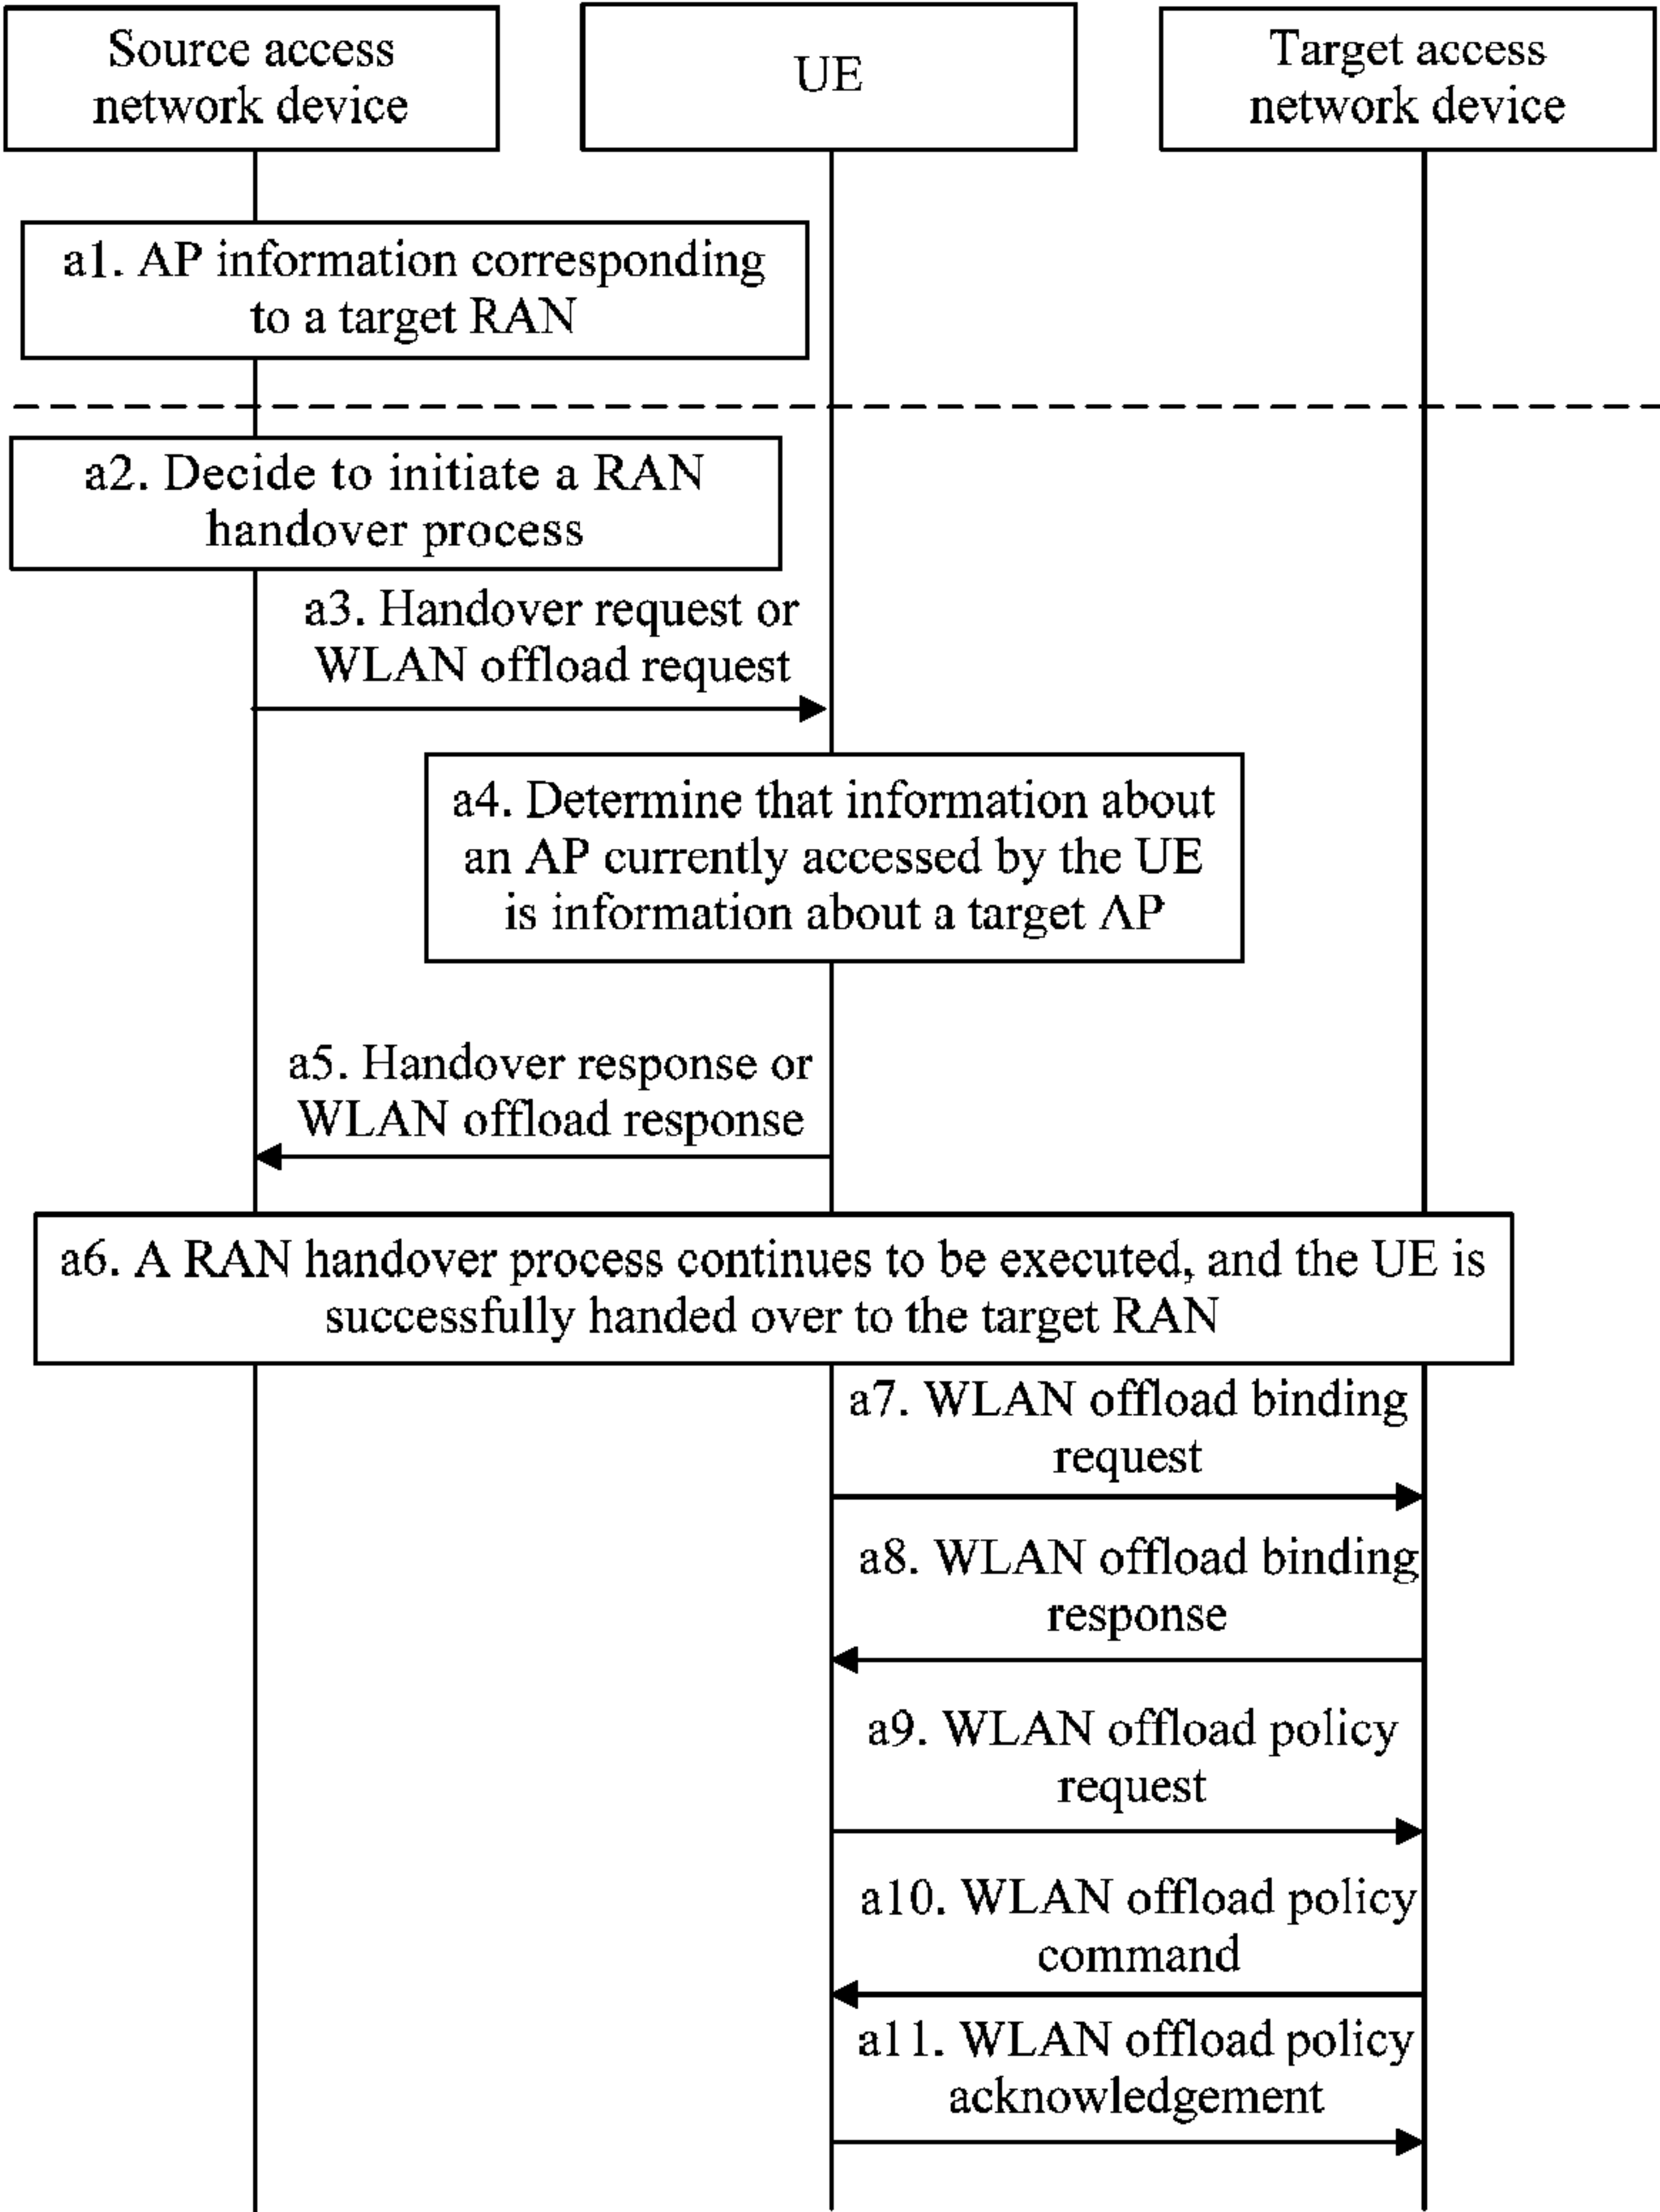 Source access
network device
UE
Target access
network device
a1. AP information corresponding
to a target RAN
a2. Decide to initiate a RAN
handover process
a3. Handover request or
WLAN offload request
a4. Determine that information about
an AP currently accessed by the UE
is information about a target AP
a5. Handover response or
WLAN offload response
a6. A RAN handover process continues to be executed, and the UE is
successfully handed over to the target RAN
a7. WLAN offload binding
request
a8. WLAN offload binding
response
a9. WLAN offload policy
request
a10. WLAN offload policy
command
a11. WLAN offload policy
acknowledgement